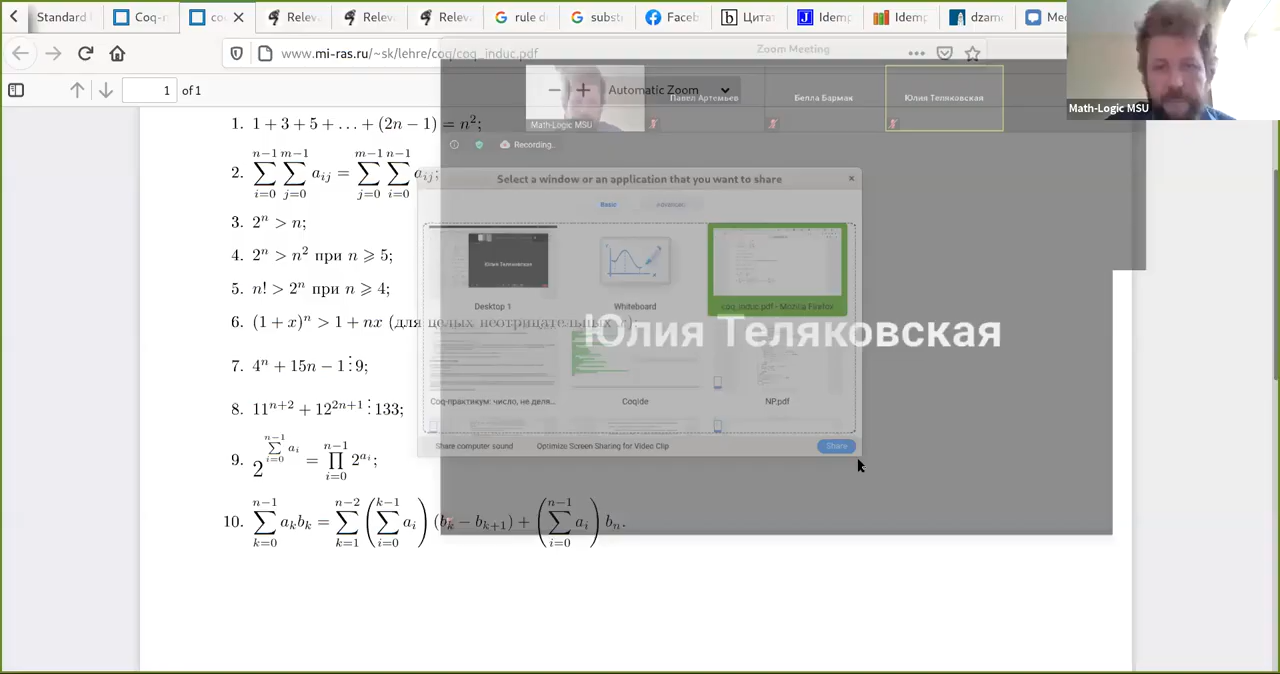 Standard
Coq-
co
Relev
Relev
Relev
rule d
subst
Faceb
Цитат
Idemp
Idemp
dzam
Med
www.mi-ras.ru/~sk/lehre/coq/coq_induc.pdf
Zoom Meeting
1 of 1
Automatic Zoom
Math-Logic MSU
Павел Артемьев
Белла Бармак
Юлия Теляковская
Math-Logic MSU
Recording...
1. 1 + 3 + 5 + … + (2n − 1) = n²;
2. ∑_{i=0}^{n−1} ∑_{j=0}^{m−1} a_{ij} = ∑_{j=0}^{m−1} ∑_{i=0}^{n−1} a_{ij};
3. 2ⁿ > n;
4. 2ⁿ > n² при n ⩾ 5;
5. n! > 2ⁿ при n ⩾ 4;
6. (1 + x)ⁿ > 1 + nx (для целых неотрицательных x);
7. 4ⁿ + 15n − 1 ⋮ 9;
8. 11^{n+2} + 12^{2n+1} ⋮ 133;
9. 2^{∑_{i=0}^{n−1} a_i} = ∏_{i=0}^{n−1} 2^{a_i};
10. ∑_{k=0}^{n−1} a_k b_k = ∑_{k=1}^{n−2} (∑_{i=0}^{k−1} a_i) (b_k − b_{k+1}) + (∑_{i=0}^{n−1} a_i) b_n.
Select a window or an application that you want to share
Basic
Advanced
Юлия Теляковская
Desktop 1
Whiteboard
coq_induc.pdf - Mozilla Firefox
Юлия Теляковская
Coq-практикум: число, не деля...
CoqIde
NP.pdf
Share computer sound
Optimize Screen Sharing for Video Clip
Share